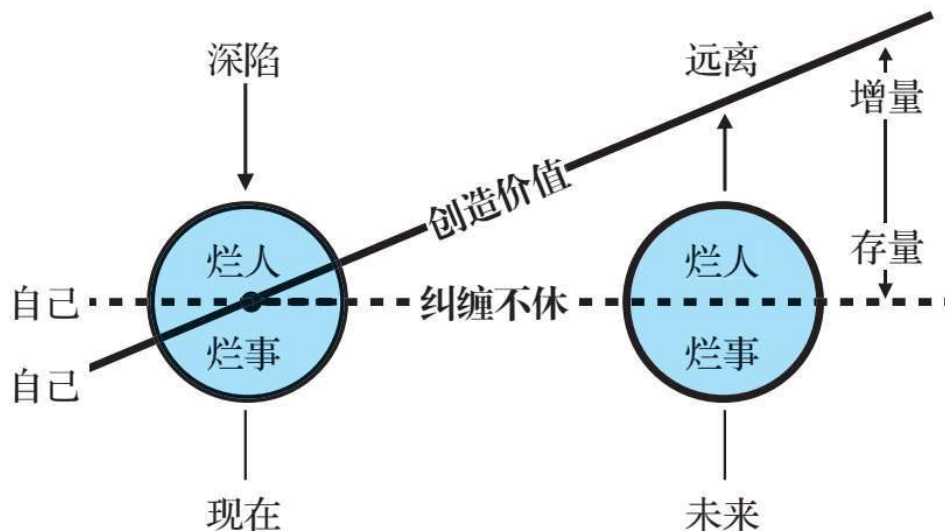 深陷
远离
增量
创造价值
烂人
烂人
存量
自己
纠缠不休
烂事
烂事
自己
现在
未来